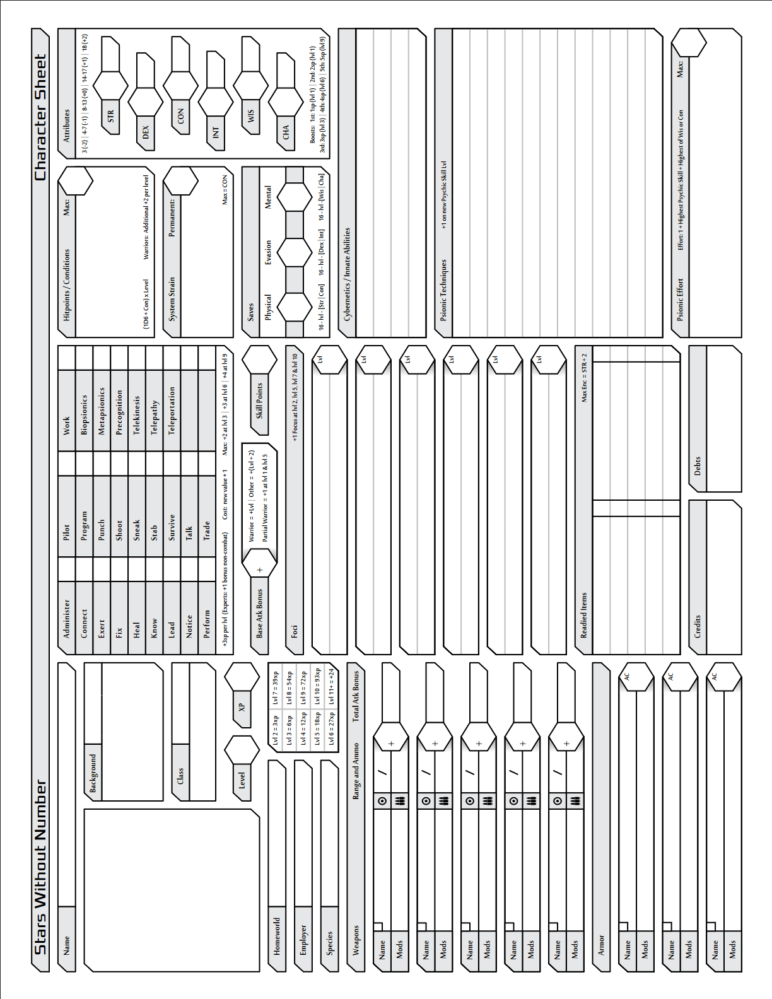 Stars Without Number
Character Sheet
Name
Background
Class
Level
XP
Homeworld
Employer
Species
Lvl 2 = 3xp
Lvl 7 = 39xp
Lvl 3 = 6xp
Lvl 8 = 54xp
Lvl 4 = 12xp
Lvl 9 = 72xp
Lvl 5 = 18xp
Lvl 10 = 93xp
Lvl 6 = 27xp
Lvl 11+ = +24
Weapons
Range and Ammo
Total Atk Bonus
Name / +
Mods
Name / +
Mods
Name / +
Mods
Name / +
Mods
Name / +
Mods
Armor
Name AC
Mods
Name AC
Mods
Name AC
Mods
Administer Pilot Work
Connect Program Biopsionics
Exert Punch Metapsionics
Fix Shoot Precognition
Heal Sneak Telekinesis
Know Stab Telepathy
Lead Survive Teleportation
Notice Talk
Perform Trade
+3sp per lvl (Experts: +1 bonus non-combat) Cost: new value + 1 Max: +2 at lvl 3 | +3 at lvl 6 | +4 at lvl 9
Base Atk Bonus +
Warrior = +Lvl | Other = +(Lvl ÷ 2)
Partial Warrior = +1 at lvl 1 & lvl 5
Skill Points
Foci
+1 Focus at lvl 2, lvl 5, lvl 7 & lvl 10
Lvl
Lvl
Lvl
Lvl
Lvl
Lvl
Readied Items
Max Enc = STR ÷ 2
Credits
Debts
Hitpoints / Conditions Max:
(1D6 + Con) x Level Warriors: Additional +2 per level
System Strain Permanent:
Max = CON
Saves
Physical Evasion Mental
16 - lvl - [Str | Con] 16 - lvl - [Dex | Int] 16 - lvl -[Wis | Cha]
Attributes
3 (-2) | 4-7 (-1) | 8-13 (+0) | 14-17 (+1) | 18 (+2)
STR
DEX
CON
INT
WIS
CHA
Boosts: 1st: 1sp (lvl 1) | 2nd: 2sp (lvl 1)
3rd: 3sp (lvl 3) | 4th: 4sp (lvl 6) | 5th: 5sp (lvl 9)
Cybernetics / Innate Abilities
Psionic Techniques
+1 on new Psychic Skill Lvl
Psionic Effort
Effort: 1 + Highest Psychic Skill + Highest of Wis or Con
Max: